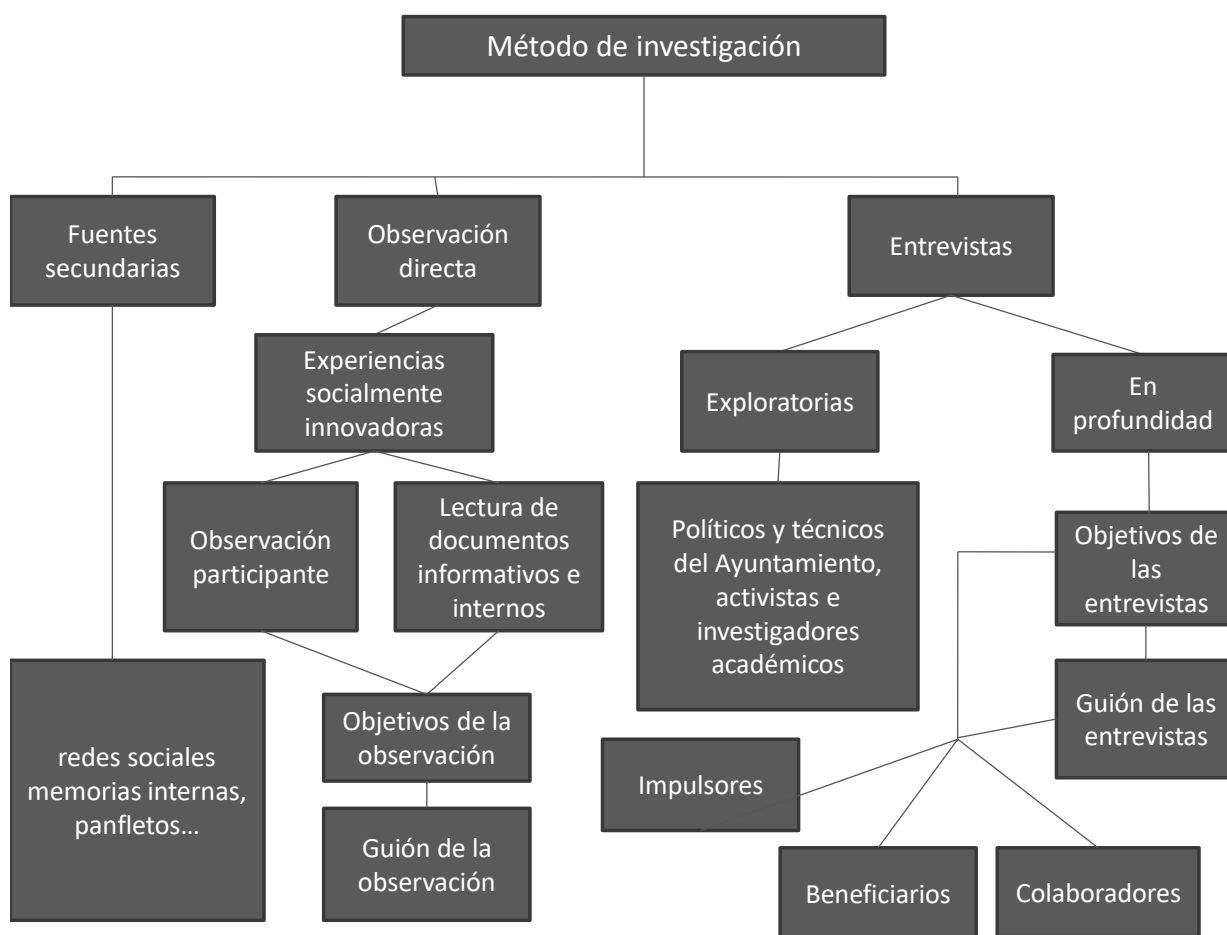 Método de investigación
Fuentes
secundarias
Observación
directa
Entrevistas
Experiencias
socialmente
innovadoras
Exploratorias
En
profundidad
Observación
participante
Lectura de
documentos
informativos e
internos
Políticos y técnicos
del Ayuntamiento,
activistas e
investigadores
académicos
Objetivos de
las
entrevistas
redes sociales
memorias internas,
panfletos…
Objetivos de la
observación
Guión de las
entrevistas
Impulsores
Guión de la
observación
Beneficiarios
Colaboradores